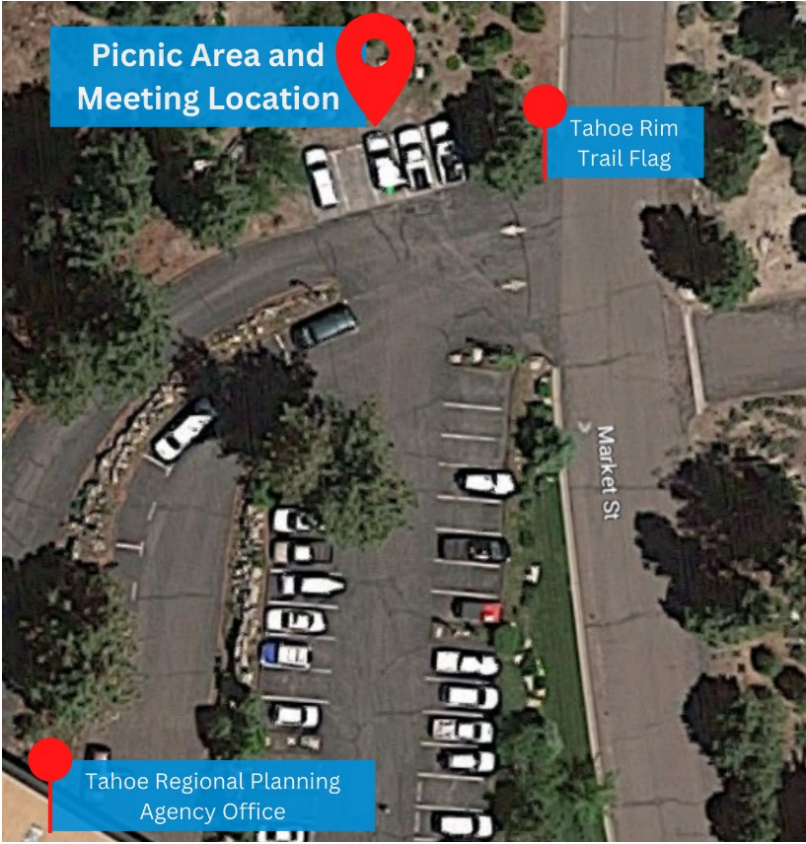 Picnic Area and
Meeting Location
Tahoe Rim
Trail Flag
Market St
Tahoe Regional Planning
Agency Office